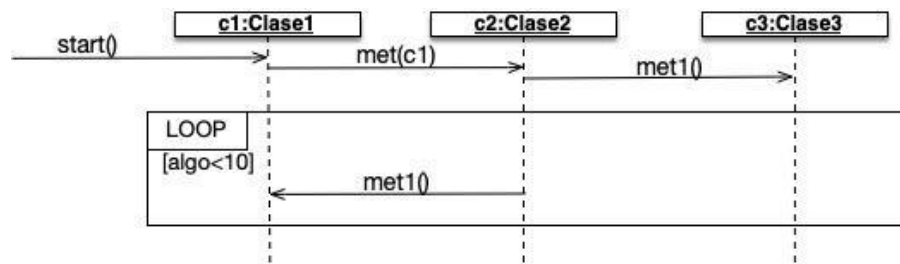 c1:Clase1
c2:Clase2
c3:Clase3
start()
met(c1)
met1()
LOOP
[algo<10]
met1()